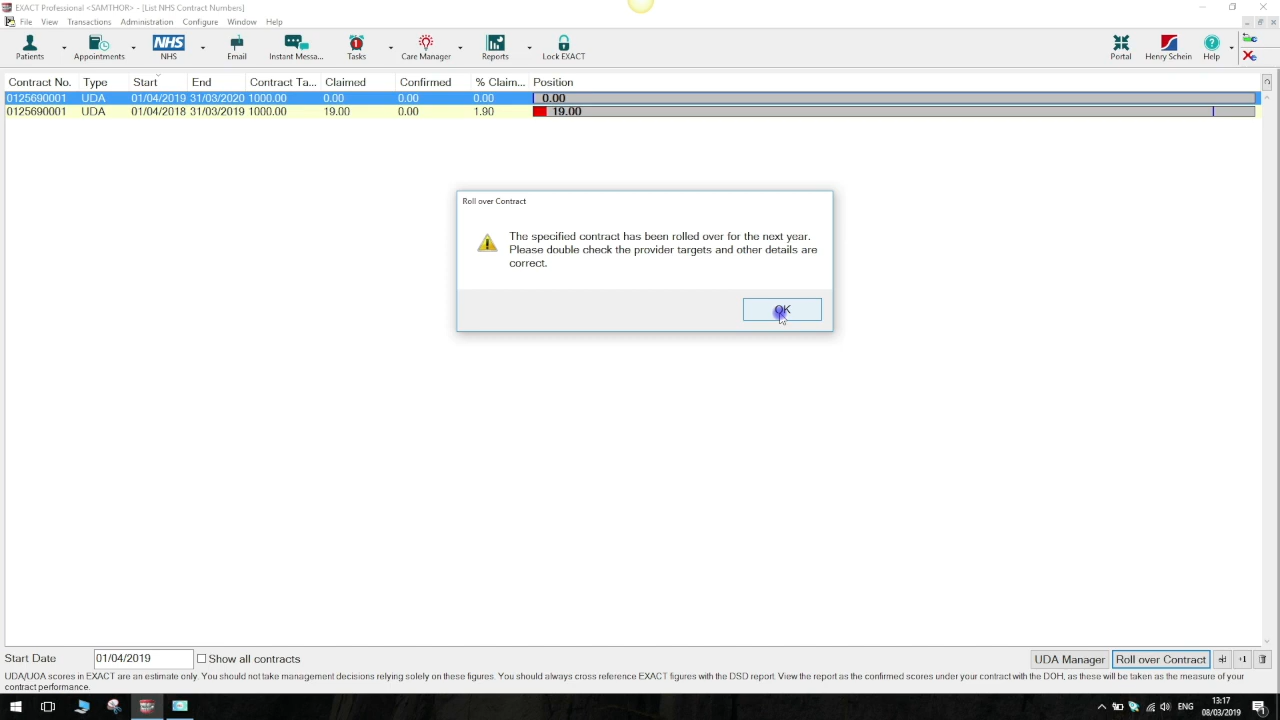 EXACT Professional <SAMTHOR> - [List NHS Contract Numbers]
File View Transactions Administration Configure Window Help
Patients Appointments NHS NHS Email Instant Messa... Tasks Care Manager Reports Lock EXACT Portal Henry Schein Help
Contract No. Type Start End Contract Ta... Claimed Confirmed % Claim... Position
0125690001 UDA 01/04/2019 31/03/2020 1000.00 0.00 0.00 0.00 0.00
0125690001 UDA 01/04/2018 31/03/2019 1000.00 19.00 0.00 1.90 19.00
Roll over Contract
The specified contract has been rolled over for the next year.
Please double check the provider targets and other details are
correct.
OK
Start Date 01/04/2019 Show all contracts UDA Manager Roll over Contract +1
UDA/UOA scores in EXACT are an estimate only. You should not take management decisions relying solely on these figures. You should always cross reference EXACT figures with the DSD report. View the report as the confirmed scores under your contract with the DOH, as these will be taken as the measure of your
contract performance.
ENG 13:17
08/03/2019
1